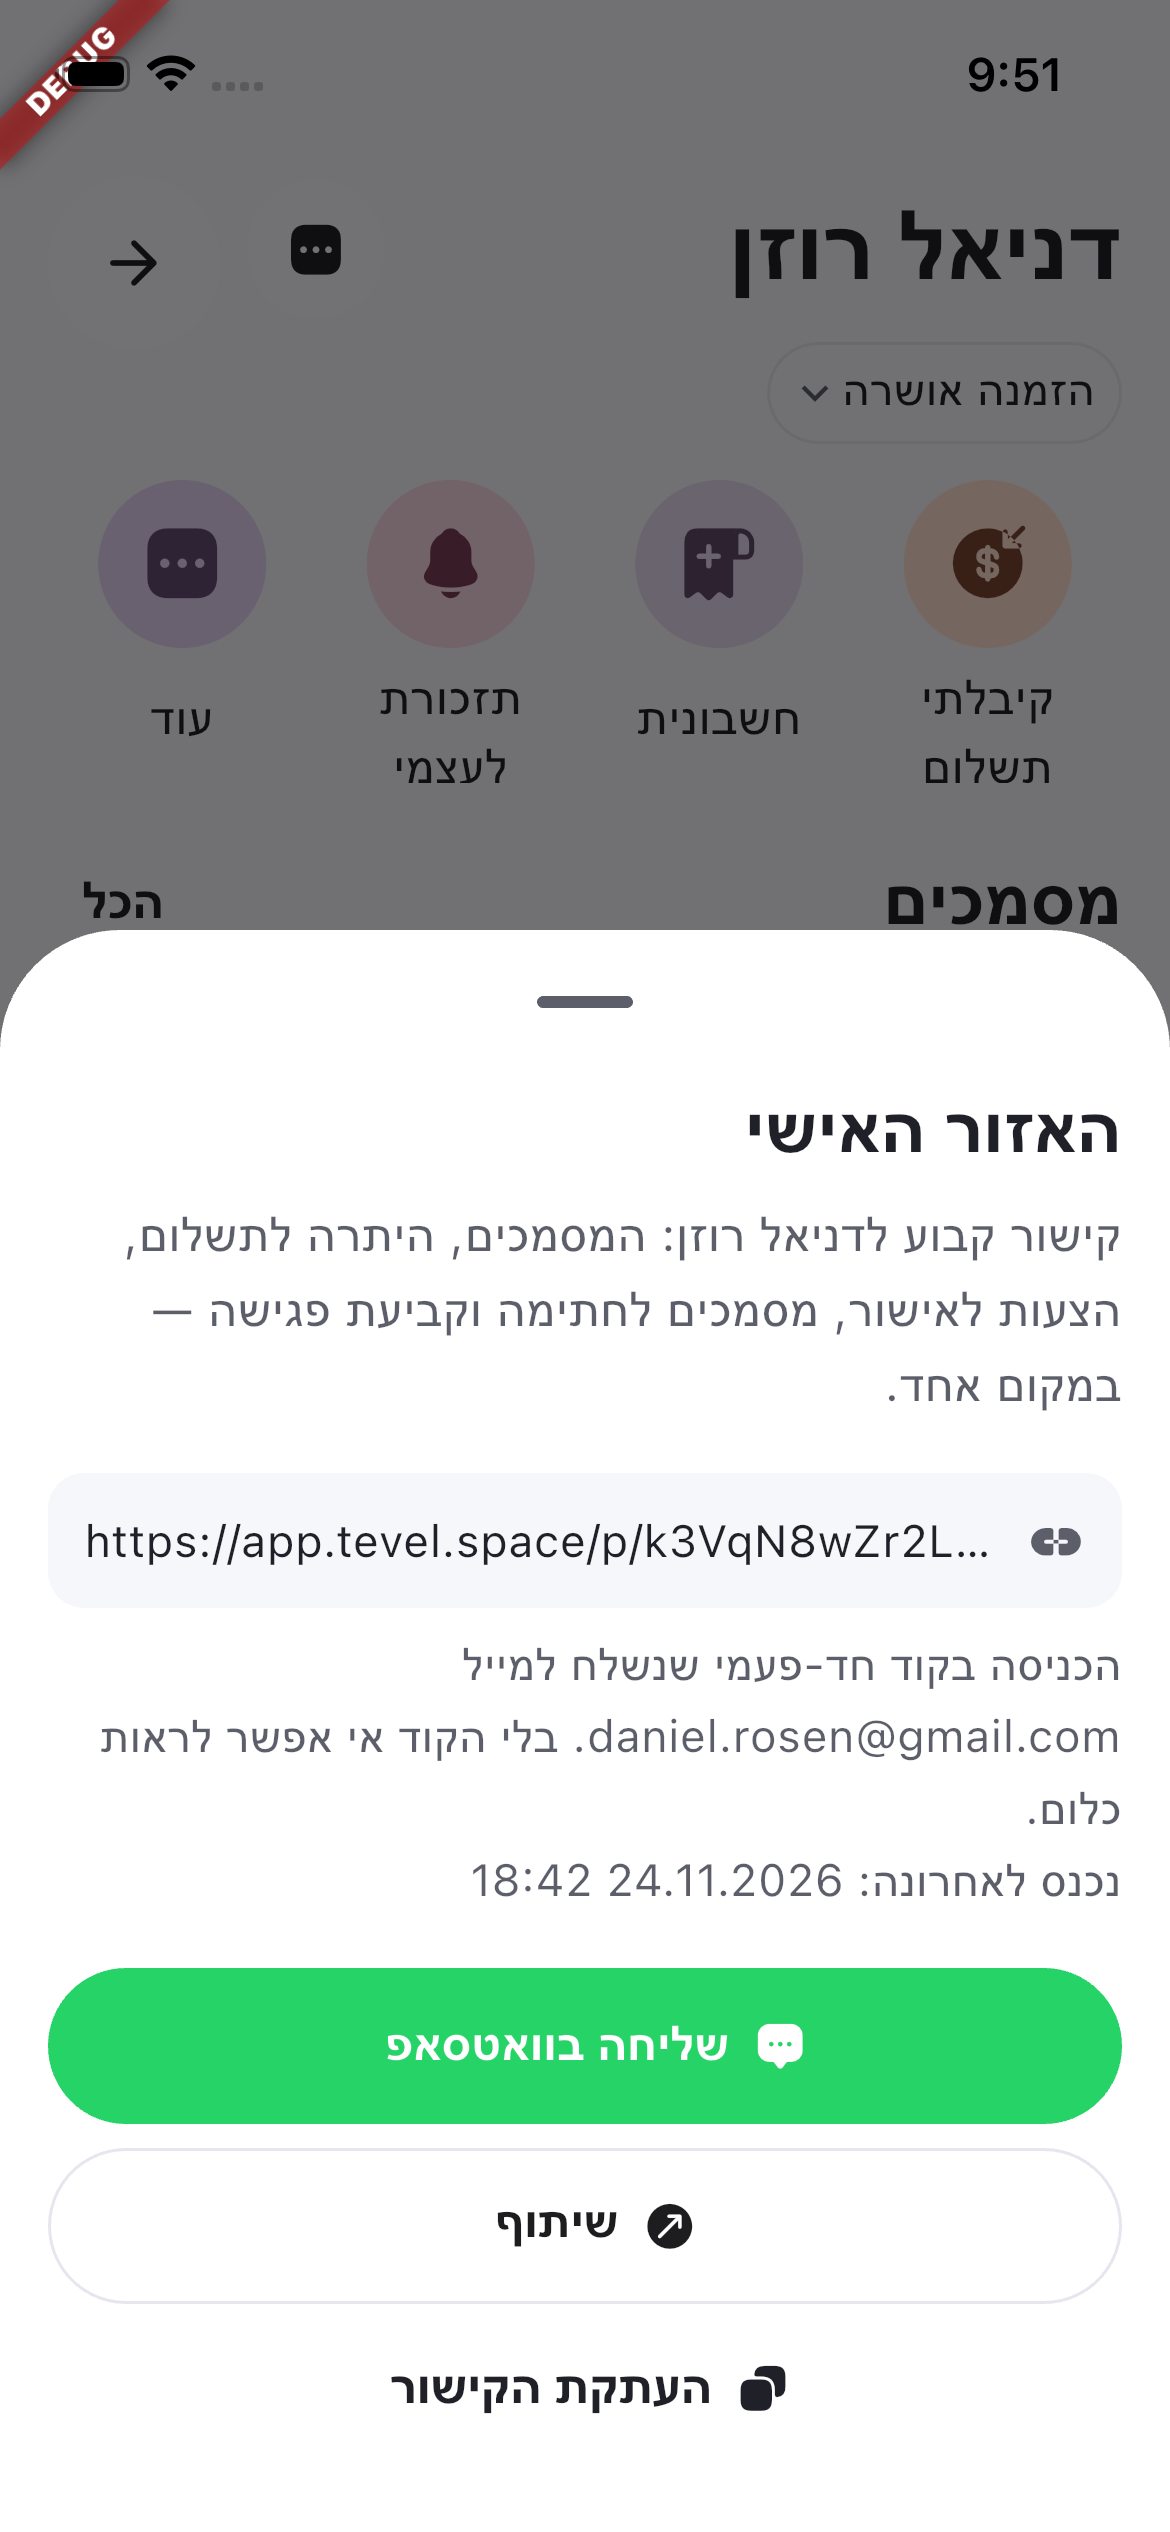 DEBUG
9:51
דניאל רוזן
הזמנה אושרה
קיבלתי
תשלום
חשבונית
תזכורת
לעצמי
עוד
מסמכים
הכל
האזור האישי
קישור קבוע לדניאל רוזן: המסמכים, היתרה לתשלום,
הצעות לאישור, מסמכים לחתימה וקביעת פגישה —
במקום אחד.
https://app.tevel.space/p/k3VqN8wZr2L...
הכניסה בקוד חד-פעמי שנשלח למייל
daniel.rosen@gmail.com. בלי הקוד אי אפשר לראות
כלום.
נכנס לאחרונה: 24.11.2026 18:42
שליחה בוואטסאפ
שיתוף
העתקת הקישור